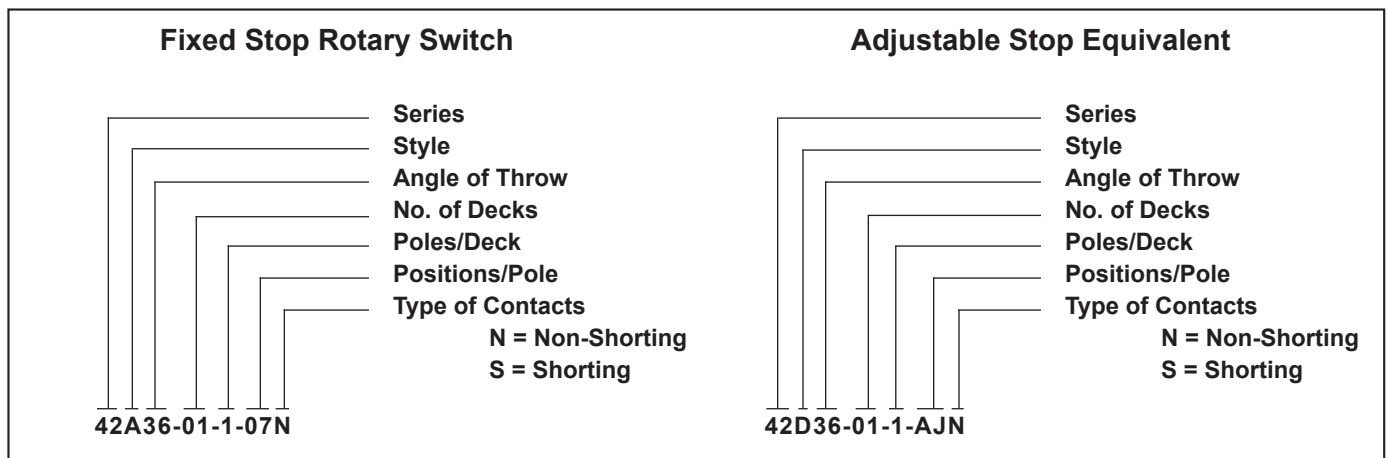 Fixed Stop Rotary Switch
Series
Style
Angle of Throw
No. of Decks
Poles/Deck
Positions/Pole
Type of Contacts
N = Non-Shorting
S = Shorting
42A36-01-1-07N
Adjustable Stop Equivalent
Series
Style
Angle of Throw
No. of Decks
Poles/Deck
Positions/Pole
Type of Contacts
N = Non-Shorting
S = Shorting
42D36-01-1-AJN